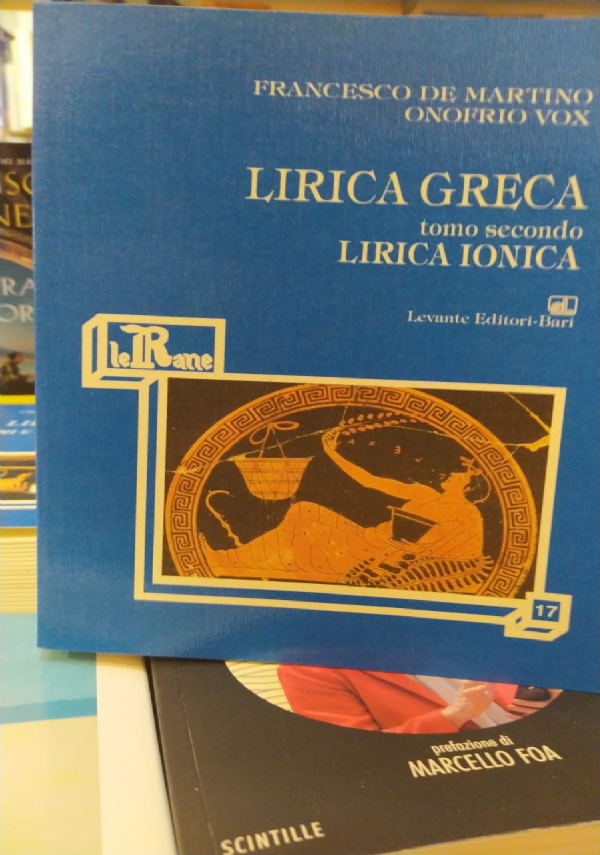 FRANCESCO DE MARTINO
ONOFRIO VOX
LIRICA GRECA
tomo secondo
LIRICA IONICA
Levante Editori-Bari
le Rane
17
prefazione di
MARCELLO FOA
SCINTILLE